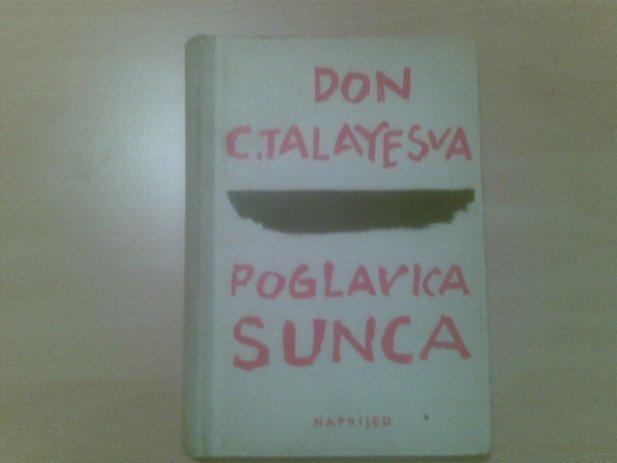 DON
C.TALAYESVA
POGLAVICA
SUNCA
NAPRIJED